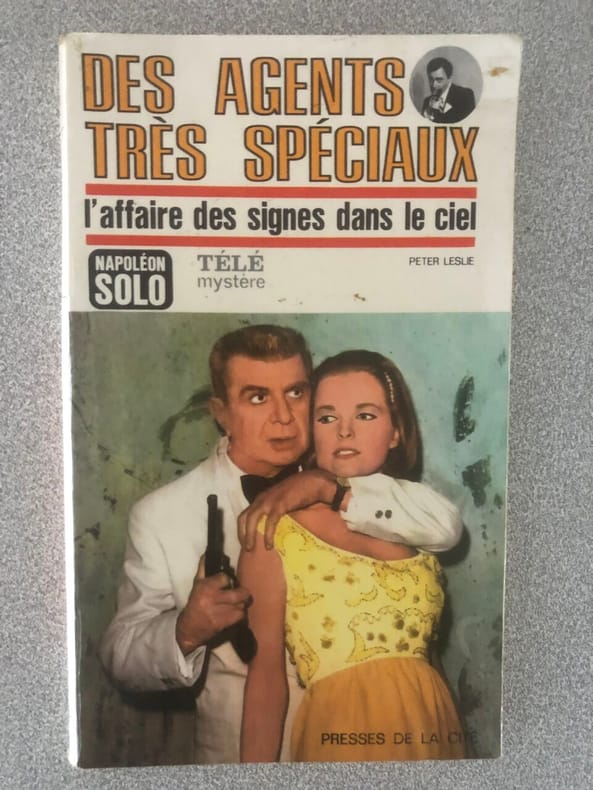 DES AGENTS
TRÈS SPÉCIAUX
l'affaire des signes dans le ciel
NAPOLÉON
SOLO
TÉLÉ
mystère
PETER LESLIE
PRESSES DE LA CITÉ